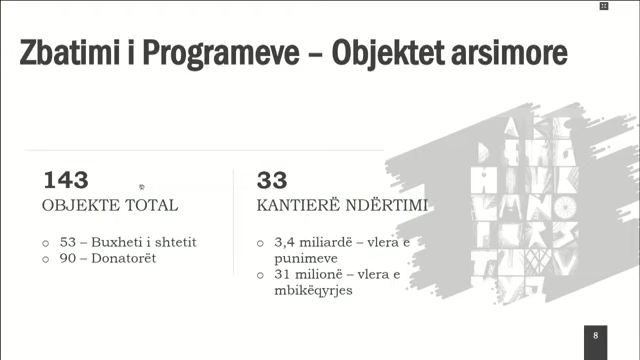 Zbatimi i Programeve – Objektet arsimore
143
OBJEKTE TOTAL
o 53 – Buxheti i shtetit
o 90 – Donatorët
33
KANTIERË NDËRTIMI
o 3,4 miliardë – vlera e
punimeve
o 31 milionë – vlera e
mbikëqyrjes
8